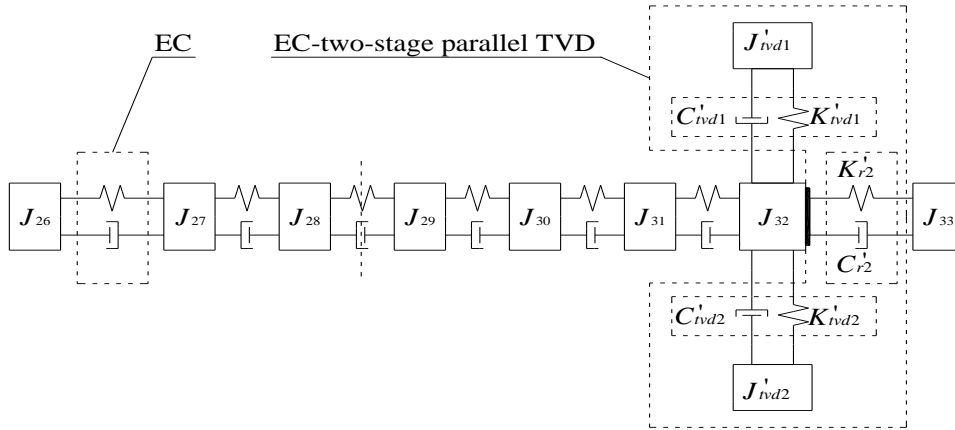 EC
EC-two-stage parallel TVD
J'tvd1
C'tvd1
K'tvd1
K'r2
J26
J27
J28
J29
J30
J31
J32
J33
C'r2
C'tvd2
K'tvd2
J'tvd2